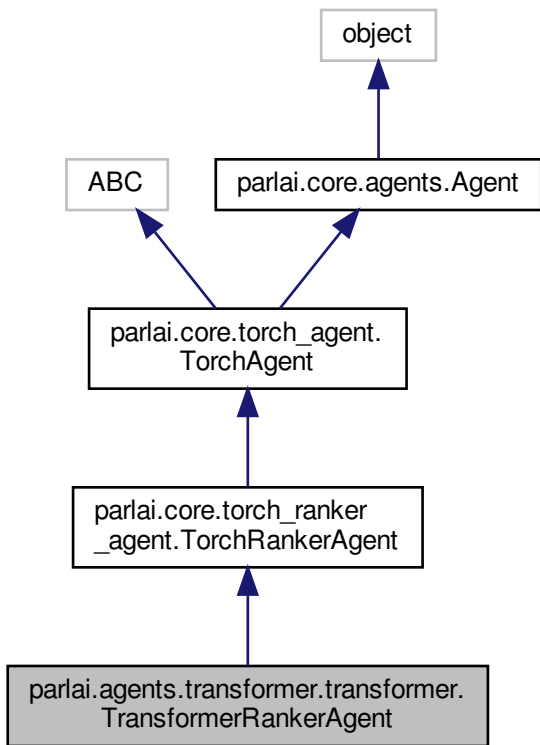 object
ABC
parlai.core.agents.Agent
parlai.core.torch_agent.
TorchAgent
parlai.core.torch_ranker
_agent.TorchRankerAgent
parlai.agents.transformer.transformer.
TransformerRankerAgent